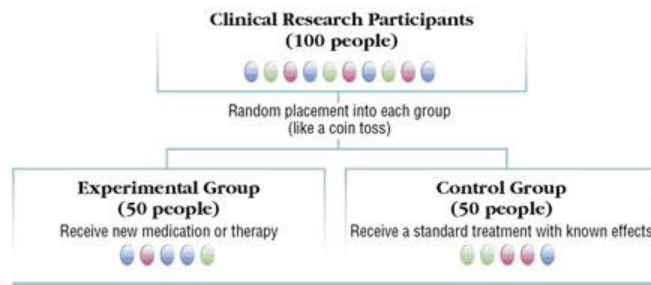 Clinical Research Participants
(100 people)
Random placement into each group
(like a coin toss)
Experimental Group
(50 people)
Receive new medication or therapy
Control Group
(50 people)
Receive a standard treatment with known effects